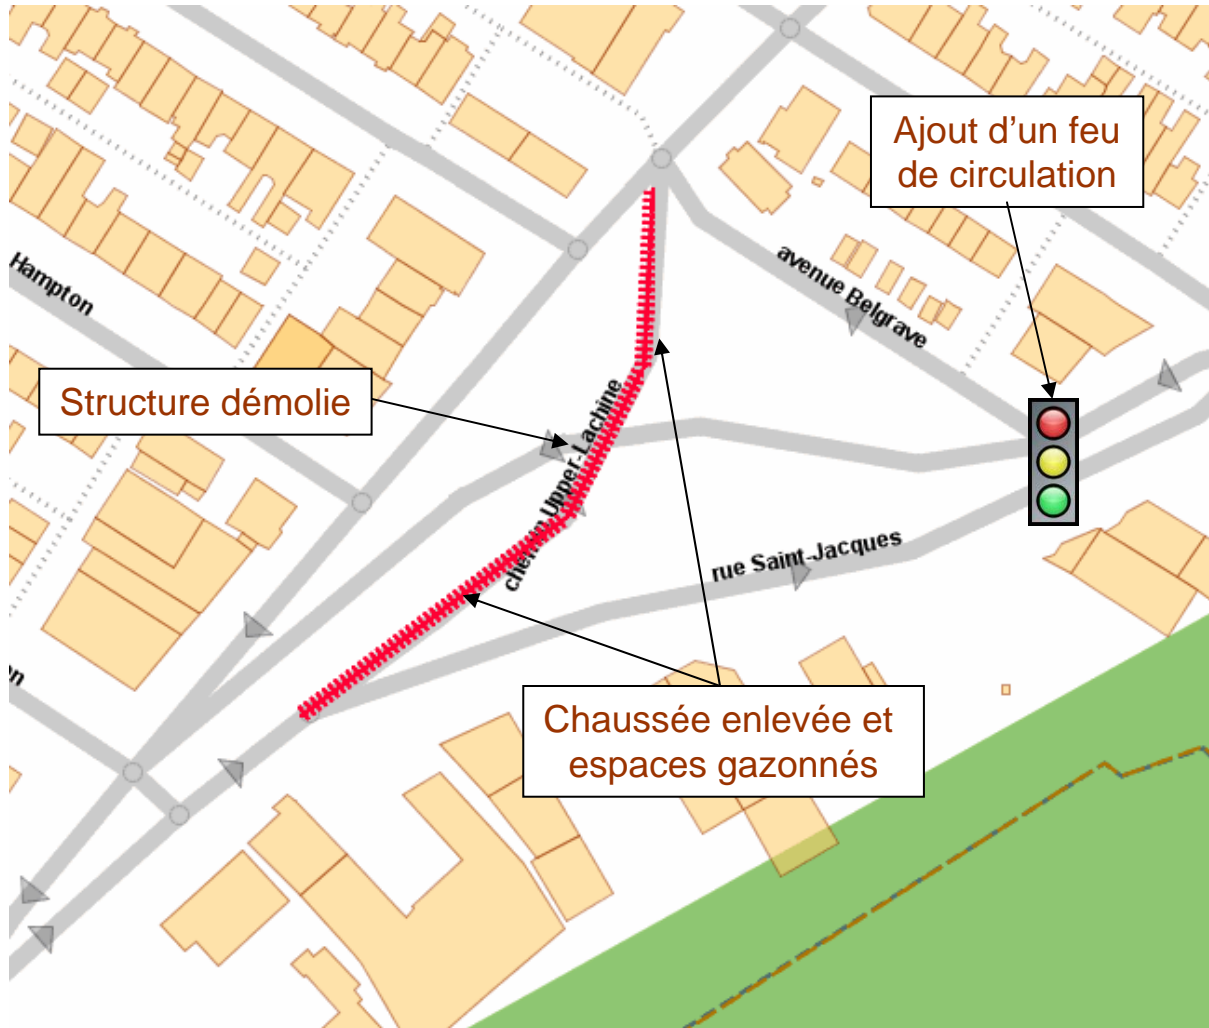 Ajout d'un feu
de circulation
Hampton
avenue Belgrave
Structure démolie
chemin Upper-Lachine
rue Saint-Jacques
on
Chaussée enlevée et
espaces gazonnés